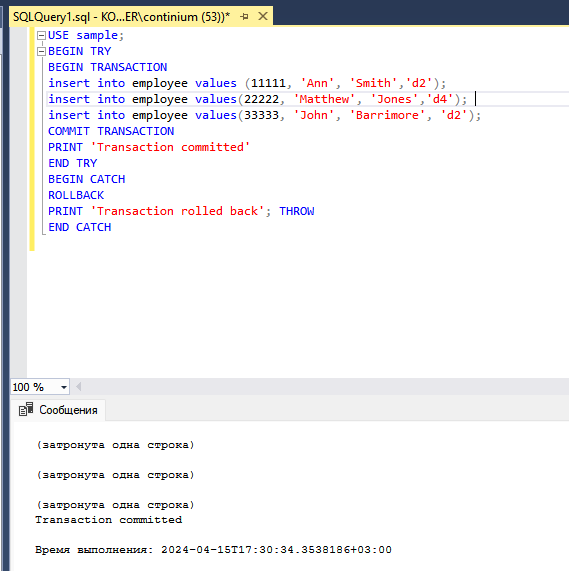 SQLQuery1.sql - KO...ER\continium (53))*
USE sample;
BEGIN TRY
BEGIN TRANSACTION
insert into employee values (11111, 'Ann', 'Smith','d2');
insert into employee values(22222, 'Matthew', 'Jones','d4');
insert into employee values(33333, 'John', 'Barrimore', 'd2');
COMMIT TRANSACTION
PRINT 'Transaction committed'
END TRY
BEGIN CATCH
ROLLBACK
PRINT 'Transaction rolled back'; THROW
END CATCH
100 %
Сообщения
(затронута одна строка)
(затронута одна строка)
(затронута одна строка)
Transaction committed
Время выполнения: 2024-04-15T17:30:34.3538186+03:00